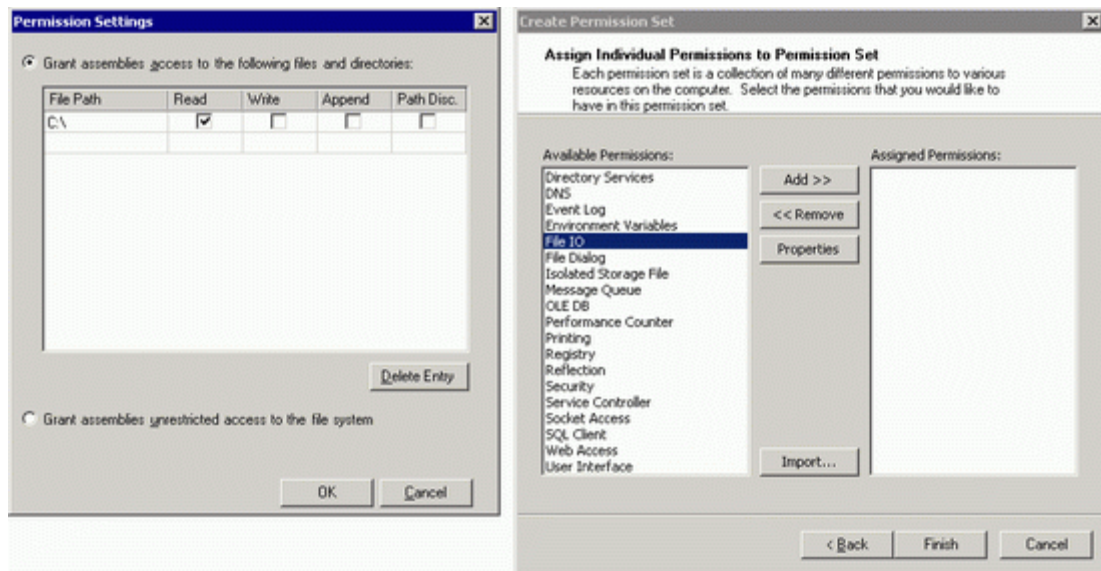 Permission Settings
Grant assemblies access to the following files and directories:
File Path Read Write Append Path Disc.
C:\
Delete Entry
Grant assemblies unrestricted access to the file system
OK Cancel
Create Permission Set
Assign Individual Permissions to Permission Set
Each permission set is a collection of many different permissions to various
resources on the computer. Select the permissions that you would like to
have in this permission set.
Available Permissions:
Directory Services
DNS
Event Log
Environment Variables
File IO
File Dialog
Isolated Storage File
Message Queue
OLE DB
Performance Counter
Printing
Registry
Reflection
Security
Service Controller
Socket Access
SQL Client
Web Access
User Interface
Add >>
<< Remove
Properties
Import...
Assigned Permissions:
< Back Finish Cancel